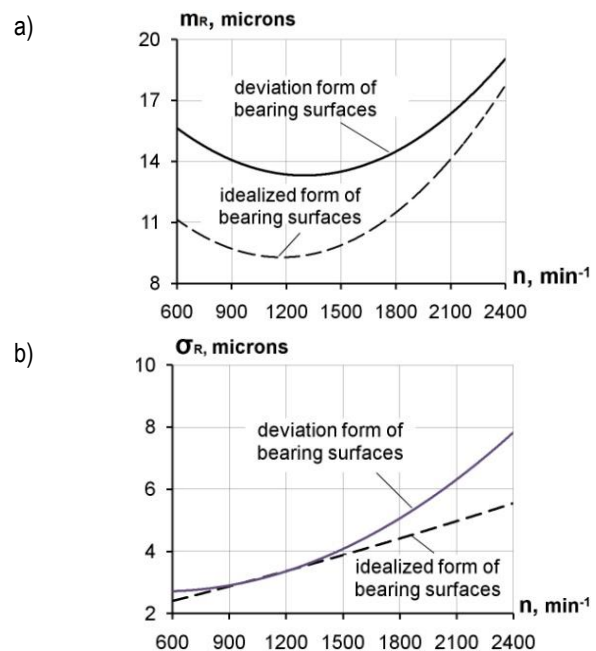 a)
mR, microns
20
17
14
11
8
deviation form of
bearing surfaces
idealized form of
bearing surfaces
n, min-1
600 900 1200 1500 1800 2100 2400
b)
σR, microns
10
8
6
4
2
deviation form of
bearing surfaces
idealized form of
bearing surfaces
n, min-1
600 900 1200 1500 1800 2100 2400